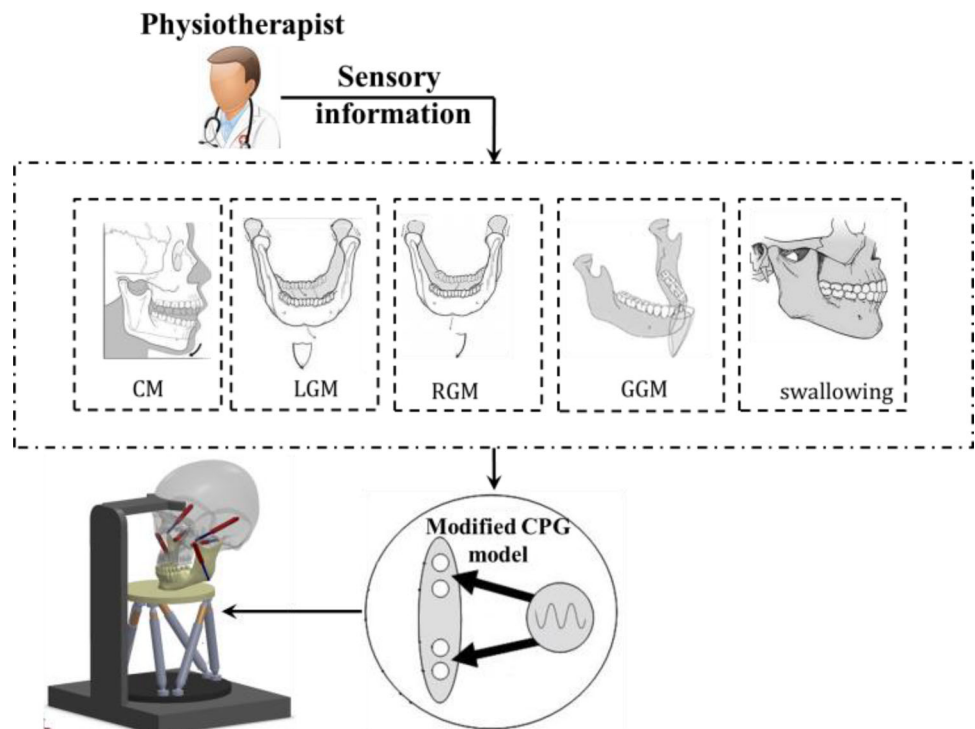 Physiotherapist
Sensory
information
CM
LGM
RGM
GGM
swallowing
Modified CPG
model